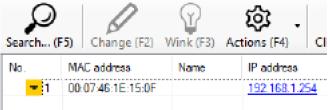 Search... (F5) Change (F2) Wink (F3) Actions (F4) Cl
No. MAC address Name IP address
1 00:07:46:1E:15:0F 192.168.1.254